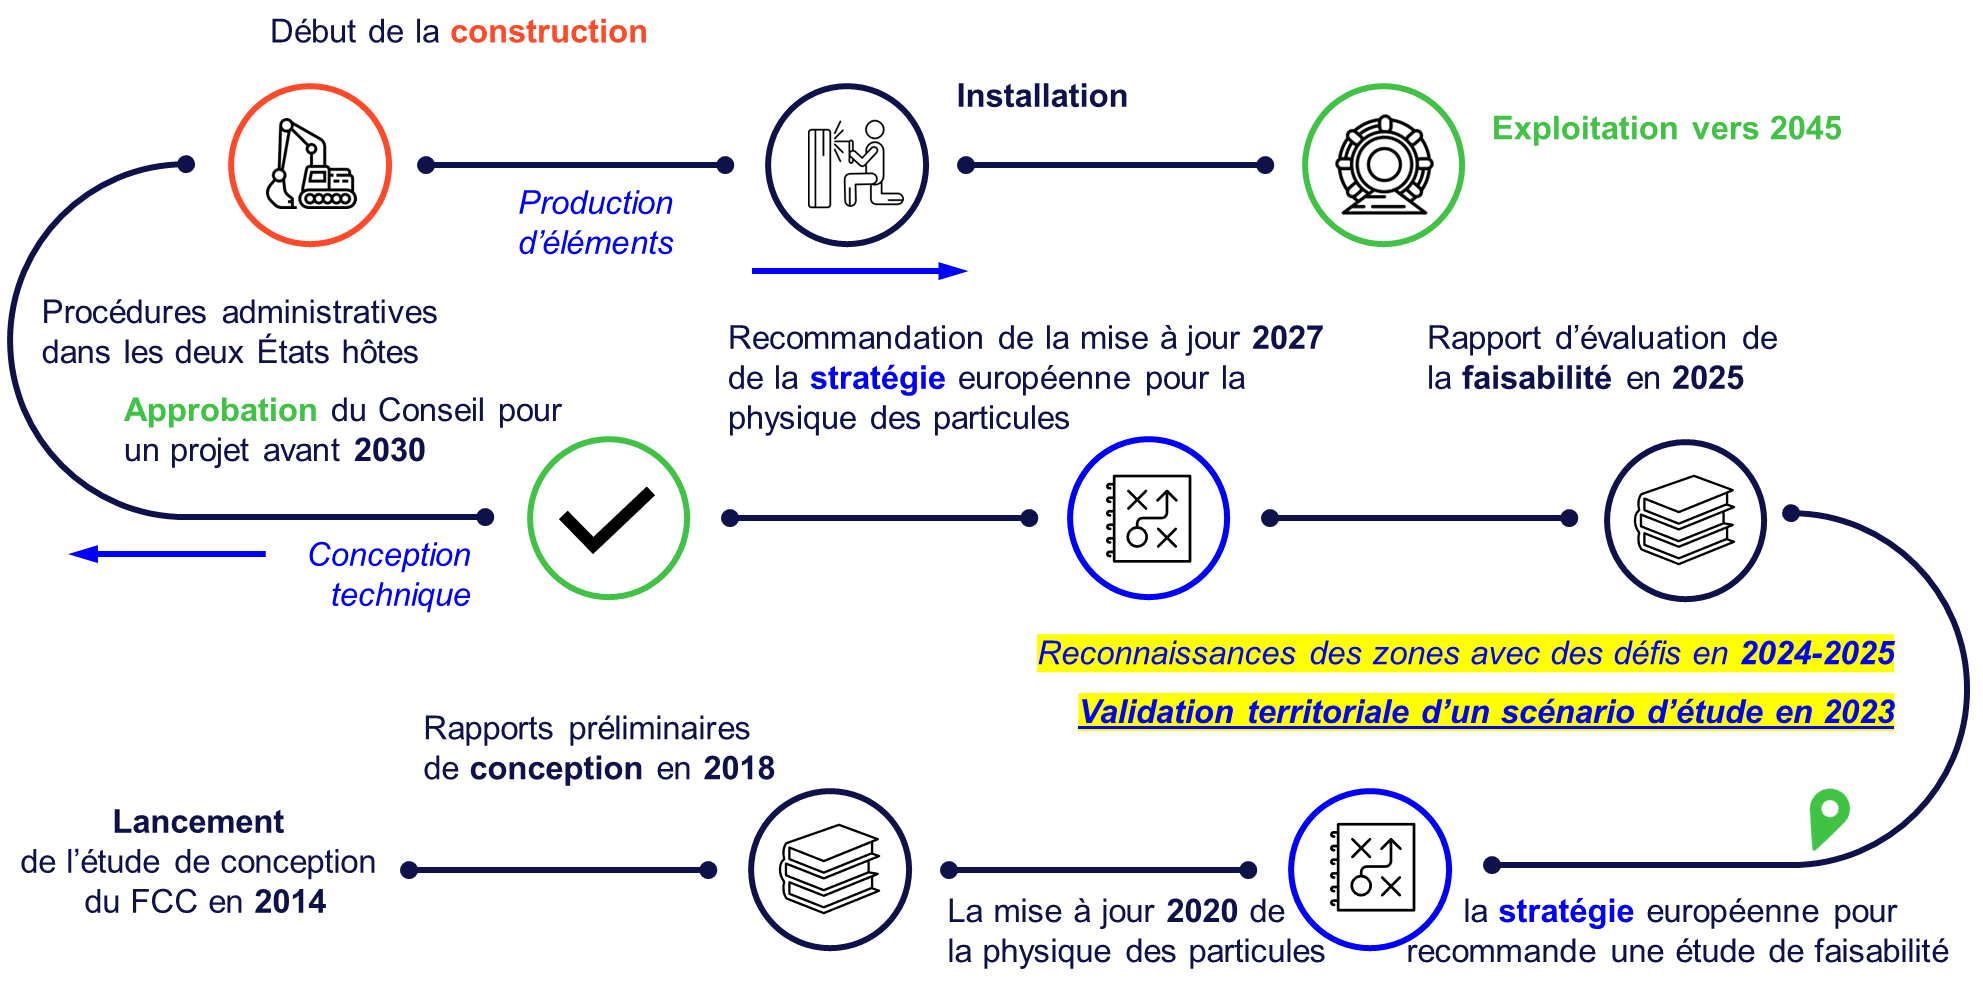 Début de la construction
Installation
Exploitation vers 2045
Production
d’éléments
Procédures administratives
dans les deux États hôtes
Approbation du Conseil pour
un projet avant 2030
Recommandation de la mise à jour 2027
de la stratégie européenne pour la
physique des particules
Rapport d’évaluation de
la faisabilité en 2025
Conception
technique
Reconnaissances des zones avec des défis en 2024-2025
Validation territoriale d’un scénario d’étude en 2023
Rapports préliminaires
de conception en 2018
Lancement
de l’étude de conception
du FCC en 2014
La mise à jour 2020 de la stratégie européenne pour
la physique des particules recommande une étude de faisabilité